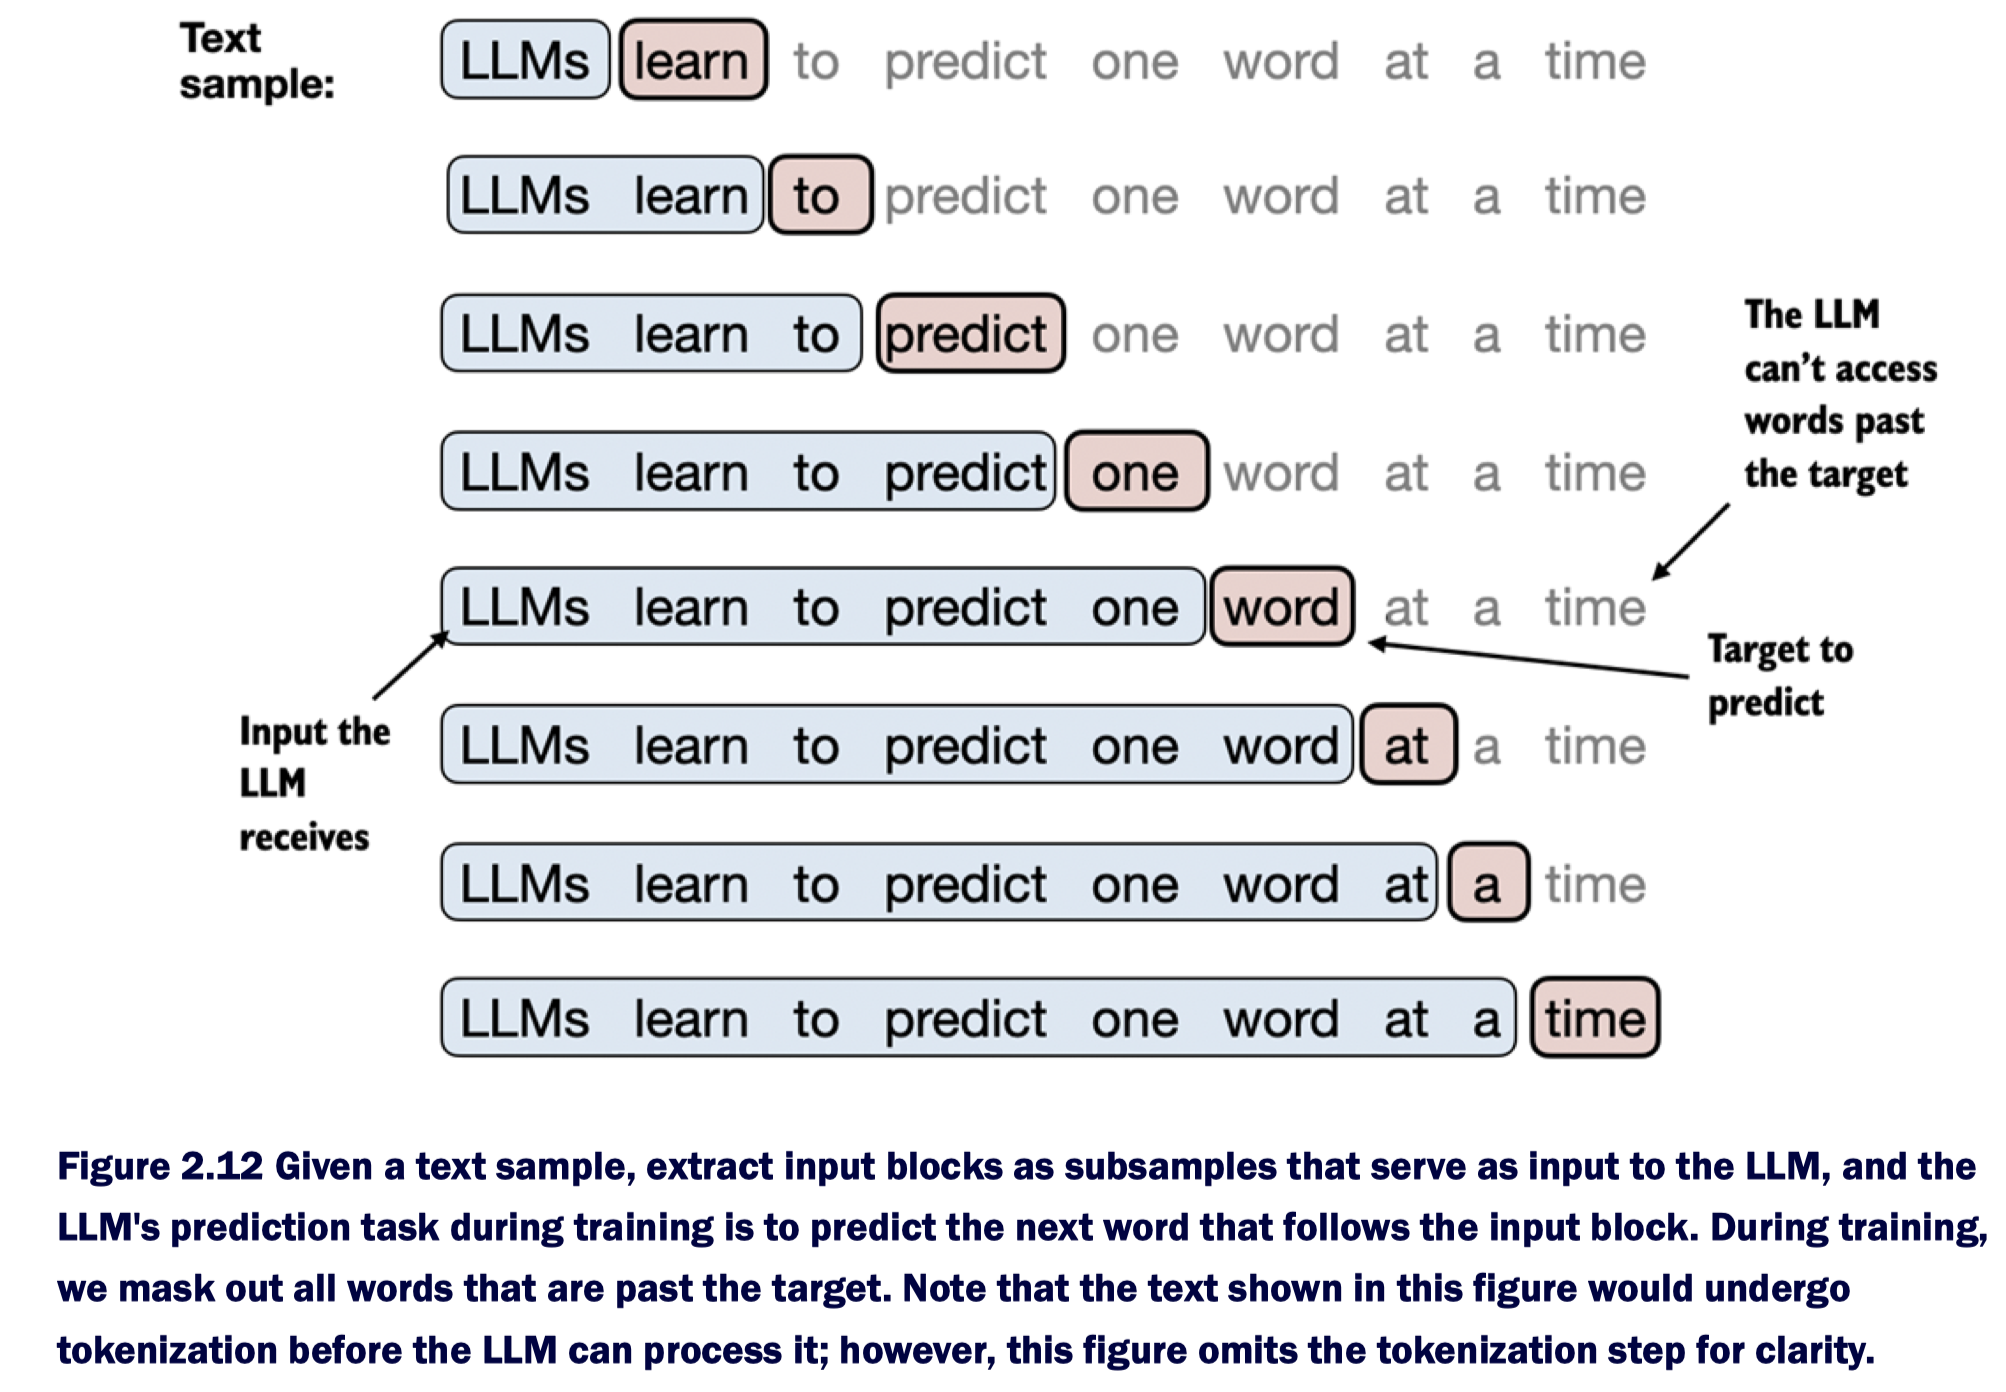 Text
sample:
LLMs learn to predict one word at a time
LLMs learn to predict one word at a time
LLMs learn to predict one word at a time
LLMs learn to predict one word at a time
LLMs learn to predict one word at a time
LLMs learn to predict one word at a time
LLMs learn to predict one word at a time
LLMs learn to predict one word at a time
The LLM
can’t access
words past
the target
Target to
predict
Input the
LLM
receives
Figure 2.12 Given a text sample, extract input blocks as subsamples that serve as input to the LLM, and the
LLM's prediction task during training is to predict the next word that follows the input block. During training,
we mask out all words that are past the target. Note that the text shown in this figure would undergo
tokenization before the LLM can process it; however, this figure omits the tokenization step for clarity.